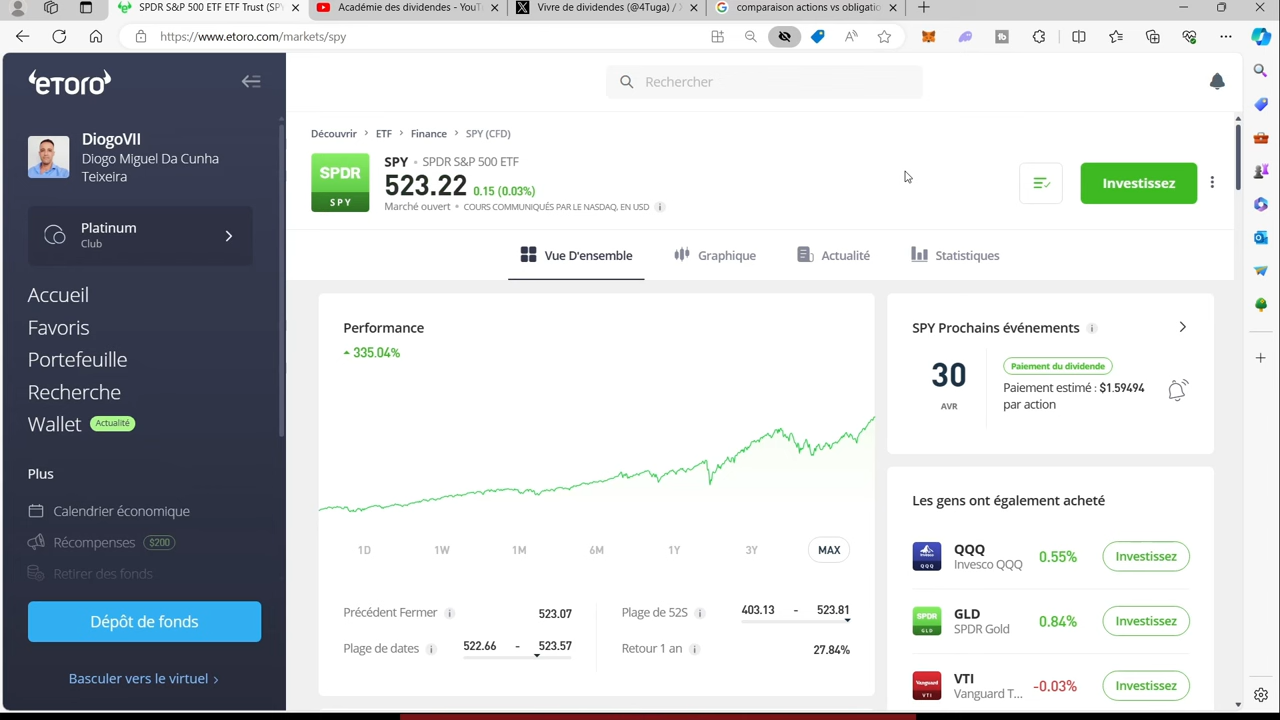 SPDR S&P 500 ETF ETF Trust (SP
Académie des dividendes - YouT
Vivre de dividendes (@4Tuga) / X
comparaison actions vs obligatio
https://www.etoro.com/markets/spy
eToro
DiogoVII
Diogo Miguel Da Cunha
Teixeira
Platinum
Club
Accueil
Favoris
Portefeuille
Recherche
Wallet
Actualité
Plus
Calendrier économique
Récompenses
$200
Retirer des fonds
Dépôt de fonds
Basculer vers le virtuel ›
Rechercher
Découvrir > ETF > Finance > SPY (CFD)
SPDR
SPY
SPY • SPDR S&P 500 ETF
523.22 0.15 (0.03%)
Marché ouvert • COURS COMMUNIQUÉS PAR LE NASDAQ, EN USD
Investissez
Vue D'ensemble
Graphique
Actualité
Statistiques
Performance
335.04%
1D 1W 1M 6M 1Y 3Y MAX
Précédent Fermer 523.07
Plage de dates 522.66 - 523.57
Plage de 52S 403.13 - 523.81
Retour 1 an 27.84%
SPY Prochains événements
30
AVR
Paiement du dividende
Paiement estimé : $1.59494
par action
Les gens ont également acheté
QQQ
QQQ
Invesco QQQ
0.55%
Investissez
SPDR
GLD
GLD
SPDR Gold
0.84%
Investissez
Vanguard
VTI
VTI
Vanguard T...
-0.03%
Investissez